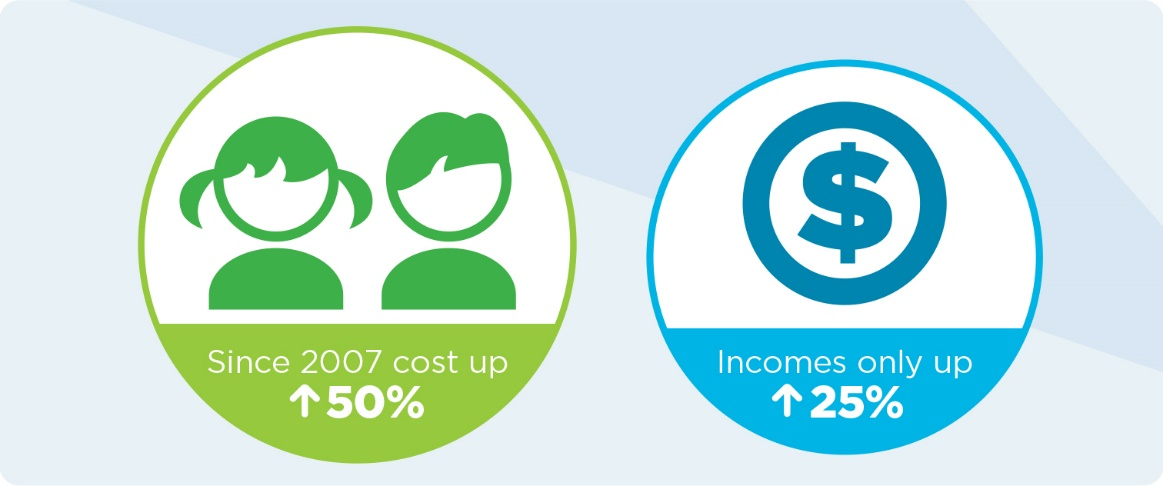 Since 2007 cost up
↑50%
Incomes only up
↑25%